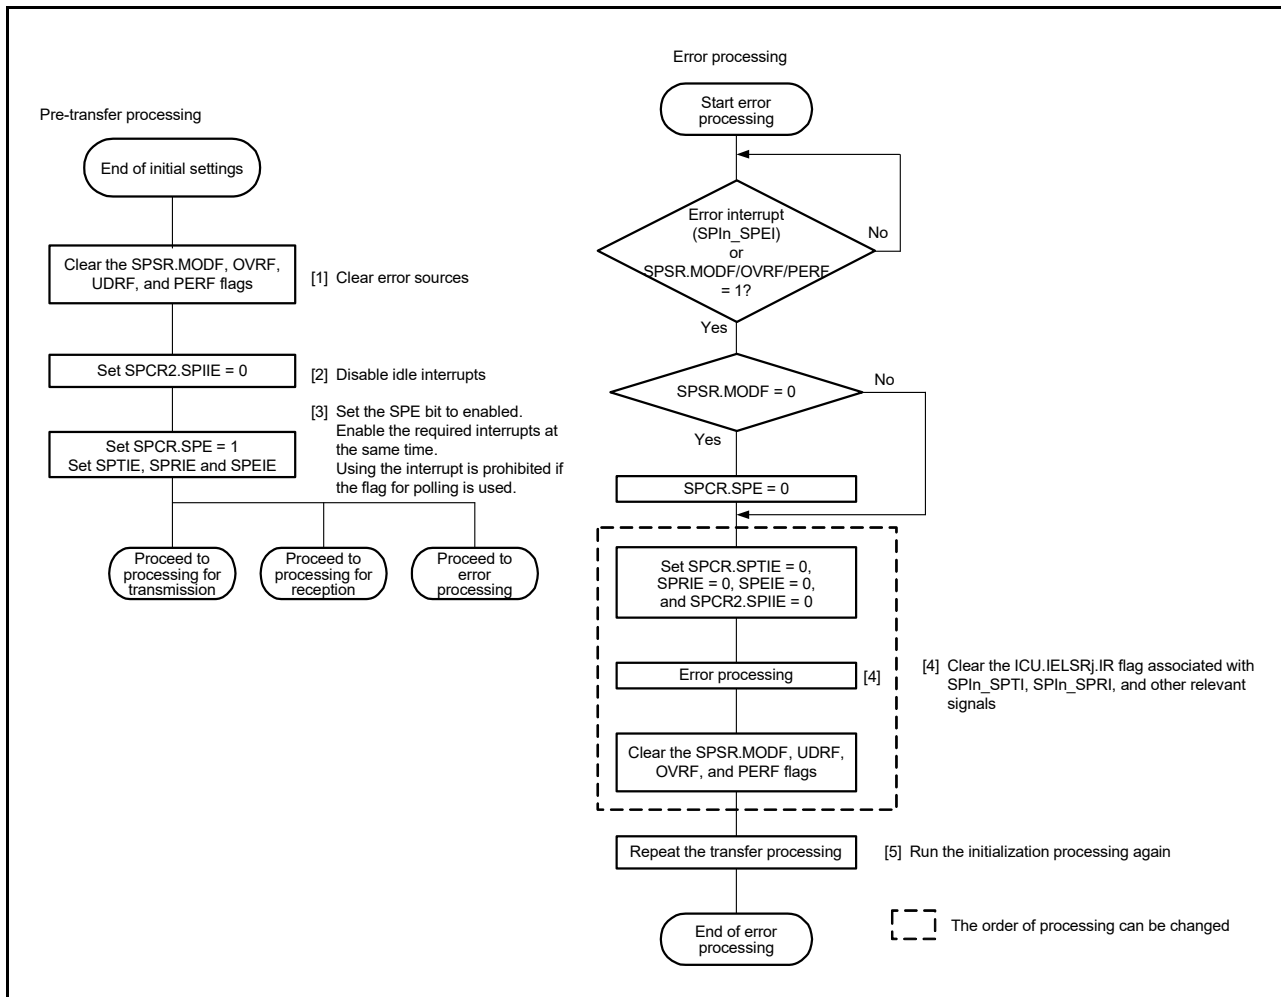 Pre-transfer processing
End of initial settings
Clear the SPSR.MODF, OVRF,
UDRF, and PERF flags
[1] Clear error sources
Set SPCR2.SPIIE = 0
[2] Disable idle interrupts
Set SPCR.SPE = 1
Set SPTIE, SPRIE and SPEIE
[3] Set the SPE bit to enabled.
Enable the required interrupts at
the same time.
Using the interrupt is prohibited if
the flag for polling is used.
Proceed to
processing for
transmission
Proceed to
processing for
reception
Proceed to
error
processing
Error processing
Start error
processing
Error interrupt
(SPIn_SPEI)
or
SPSR.MODF/OVRF/PERF
= 1?
No
Yes
SPSR.MODF = 0
No
Yes
SPCR.SPE = 0
Set SPCR.SPTIE = 0,
SPRIE = 0, SPEIE = 0,
and SPCR2.SPIIE = 0
Error processing
[4]
[4] Clear the ICU.IELSRj.IR flag associated with
SPIn_SPTI, SPIn_SPRI, and other relevant
signals
Clear the SPSR.MODF, UDRF,
OVRF, and PERF flags
Repeat the transfer processing
[5] Run the initialization processing again
End of error
processing
The order of processing can be changed